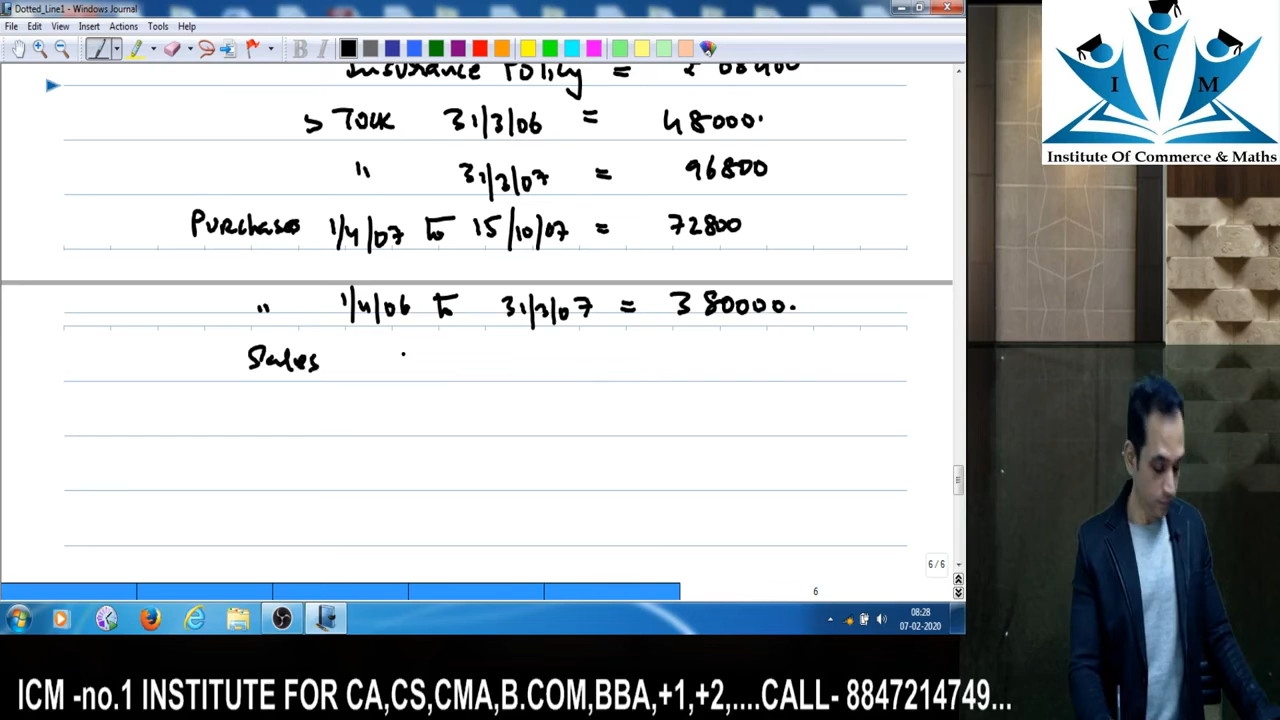 Dotted_Line1 - Windows Journal
File Edit View Insert Actions Tools Help
B I
Insurance Policy =
Stock 31/3/06 = 48000.
" 31/3/07 = 96800
Purchases 1/4/07 to 15/10/07 = 72800
" 1/4/06 to 31/3/07 = 380000.
Sales
6/6
6
08:28
07-02-2020
I C M
Institute Of Commerce & Maths
ICM -no.1 INSTITUTE FOR CA,CS,CMA,B.COM,BBA,+1,+2,....CALL- 8847214749...